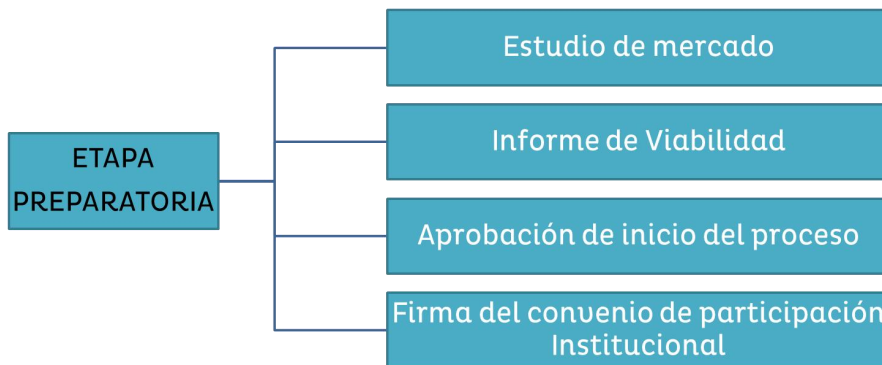 ETAPA
PREPARATORIA
Estudio de mercado
Informe de Viabilidad
Aprobación de inicio del proceso
Firma del convenio de participación
Institucional